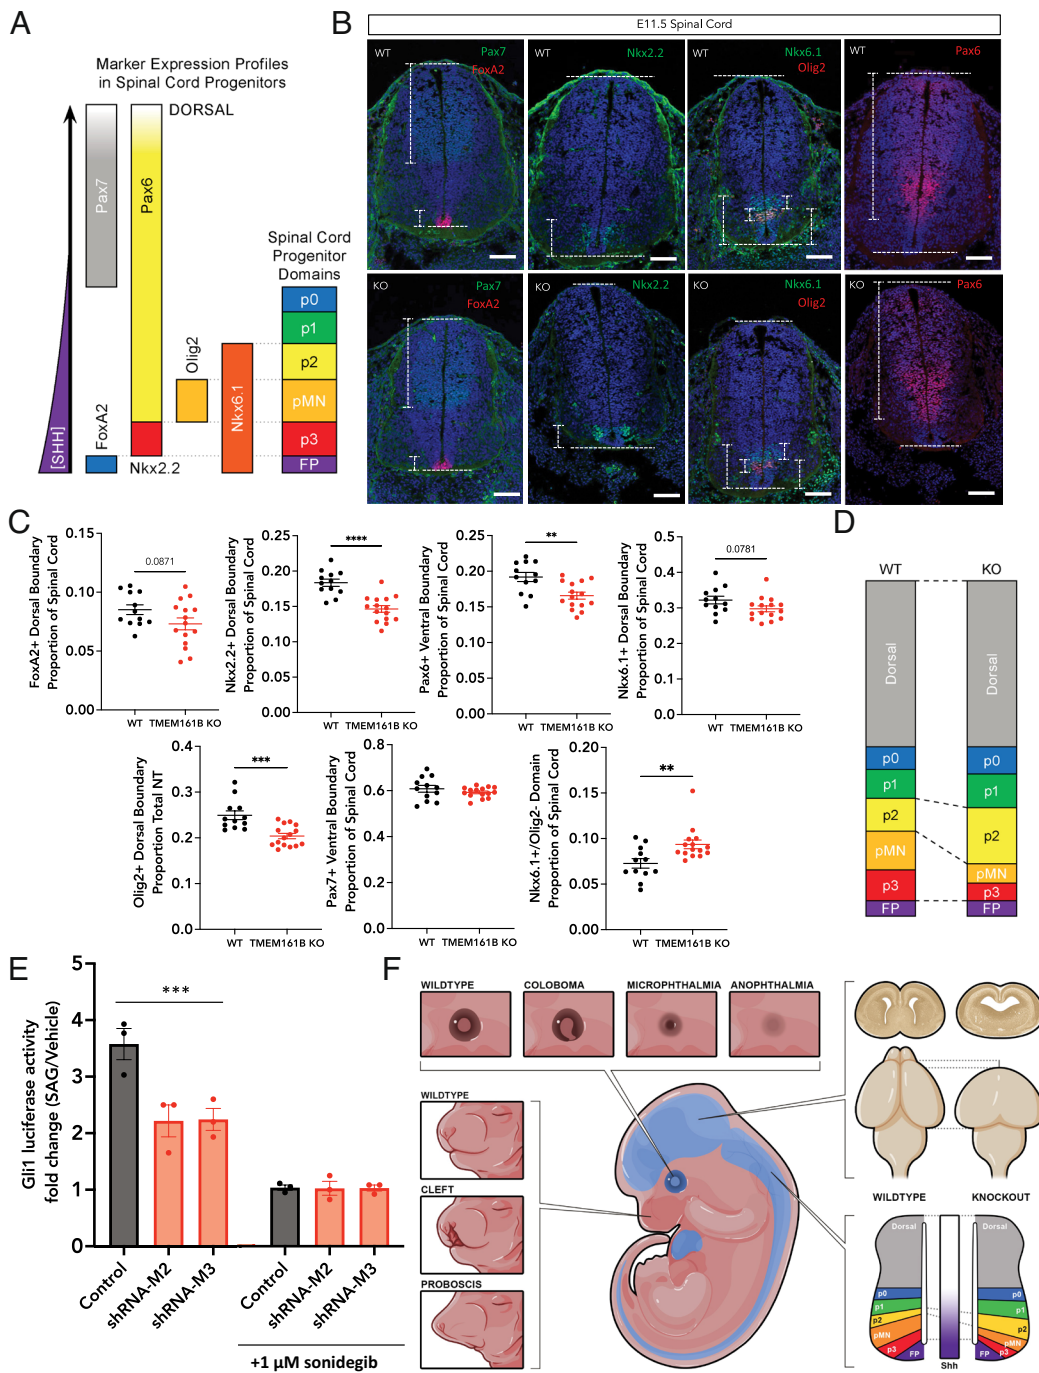 A
Marker Expression Profiles
in Spinal Cord Progenitors
DORSAL
Pax7
Pax6
Spinal Cord
Progenitor
Domains
p0
p1
p2
pMN
p3
FP
Olig2
Nkx6.1
FoxA2
Nkx2.2
[SHH]
B
E11.5 Spinal Cord
WT
Pax7
FoxA2
WT
Nkx2.2
WT
Nkx6.1
Olig2
WT
Pax6
KO
Pax7
FoxA2
KO
Nkx2.2
KO
Nkx6.1
Olig2
KO
Pax6
C
FoxA2+ Dorsal Boundary
Proportion of Spinal Cord
0.15
0.10
0.05
0.00
0.0871
WT
TMEM161B KO
Nkx2.2+ Dorsal Boundary
Proportion of Spinal Cord
0.25
0.20
0.15
0.10
0.05
0.00
****
WT
TMEM161B KO
Pax6+ Ventral Boundary
Proportion of Spinal Cord
0.25
0.20
0.15
0.10
0.05
0.00
**
WT
TMEM161B KO
Nkx6.1+ Dorsal Boundary
Proportion of Spinal Cord
0.5
0.4
0.3
0.2
0.1
0.0
0.0781
WT
TMEM161B KO
Olig2+ Dorsal Boundary
Proportion Total NT
0.4
0.3
0.2
0.1
0.0
***
WT
TMEM161B KO
Pax7+ Ventral Boundary
Proportion of Spinal Cord
0.8
0.6
0.4
0.2
0.0
WT
TMEM161B KO
Nkx6.1+/Olig2- Domain
Proportion of Spinal Cord
0.20
0.15
0.10
0.05
0.00
**
WT
TMEM161B KO
D
WT
KO
Dorsal
Dorsal
p0
p0
p1
p1
p2
p2
pMN
pMN
p3
p3
FP
FP
E
Gli1 luciferase activity
fold change (SAG/Vehicle)
5
4
3
2
1
0
***
Control
shRNA-M2
shRNA-M3
Control
shRNA-M2
shRNA-M3
+1 µM sonidegib
F
WILDTYPE
COLOBOMA
MICROPHTHALMIA
ANOPHTHALMIA
WILDTYPE
CLEFT
PROBOSCIS
WILDTYPE
KNOCKOUT
Dorsal
Dorsal
p0
p0
p1
p1
p2
p2
pMN
pMN
p3
p3
FP
FP
Shh